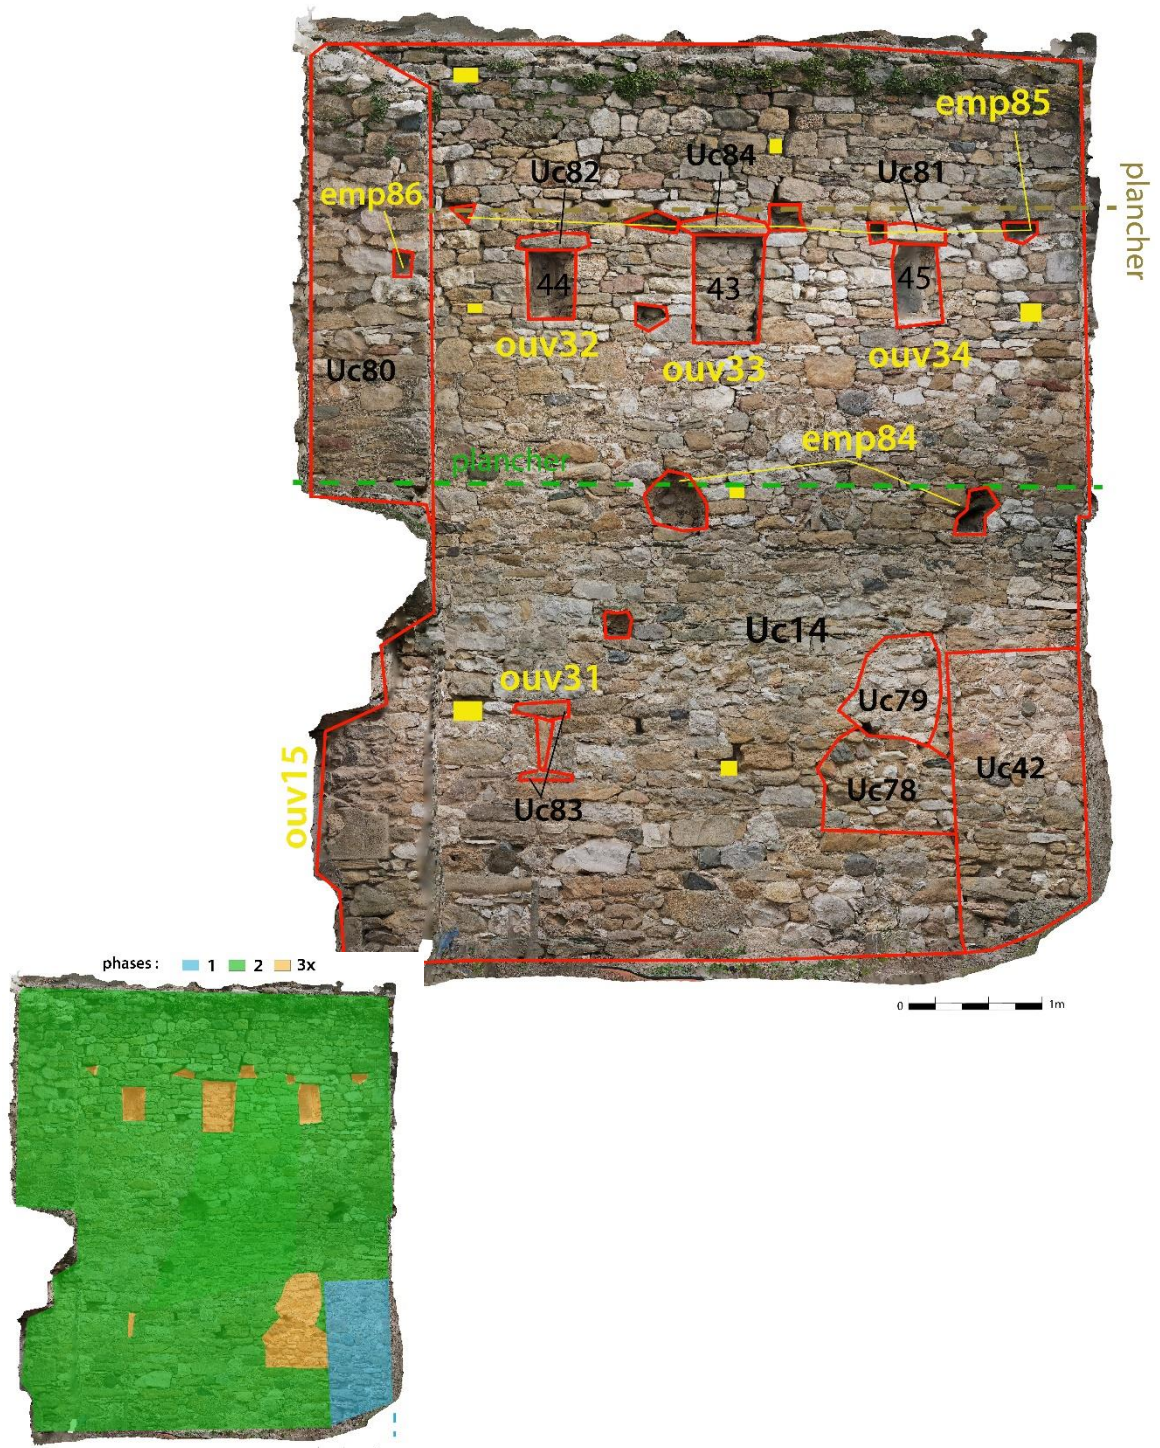 emp85
Uc84
Uc82
Uc81
emp86
plancher
44
43
45
ouv32
ouv33
ouv34
Uc80
emp84
plancher
Uc14
ouv31
Uc79
ouv15
Uc42
Uc78
Uc83
phases : 1 2 3x
0 1m